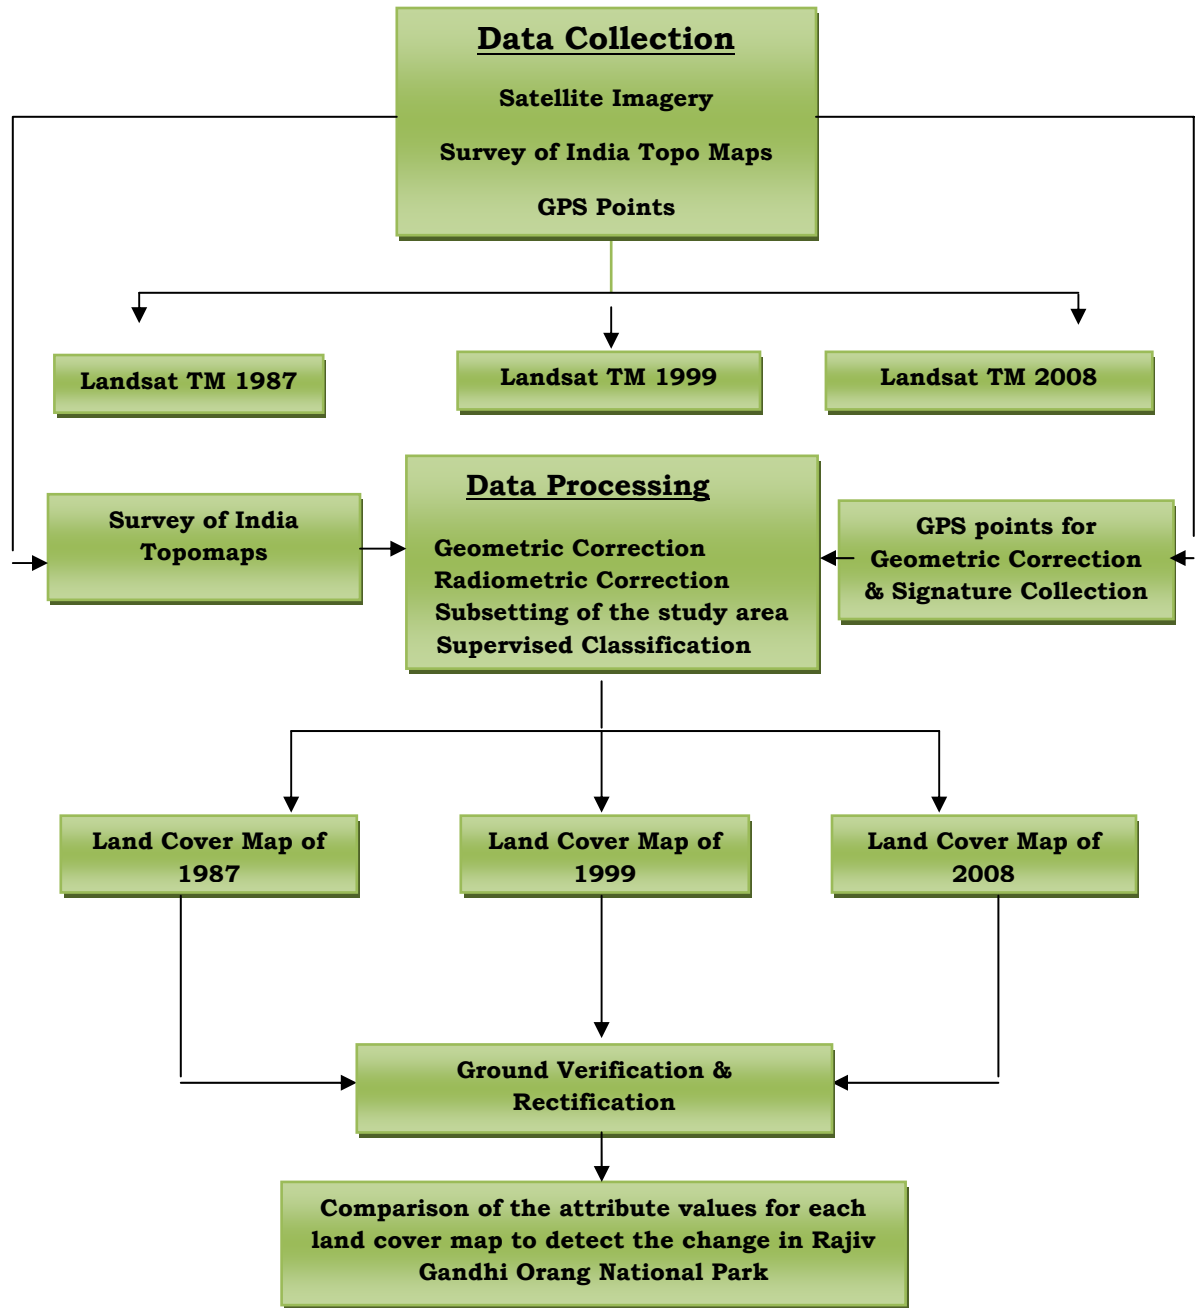 Data Collection
Satellite Imagery
Survey of India Topo Maps
GPS Points
Landsat TM 1987
Landsat TM 1999
Landsat TM 2008
Survey of India
Topomaps
Data Processing
Geometric Correction
Radiometric Correction
Subsetting of the study area
Supervised Classification
GPS points for
Geometric Correction
& Signature Collection
Land Cover Map of
1987
Land Cover Map of
1999
Land Cover Map of
2008
Ground Verification &
Rectification
Comparison of the attribute values for each
land cover map to detect the change in Rajiv
Gandhi Orang National Park